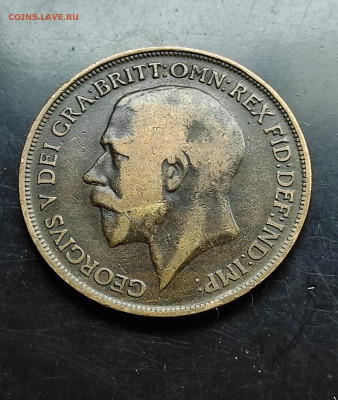 COINS.LAVE.RU
GEORGIVS V DEI GRA:BRITT:OMN:REX FID:DEF:IND:IMP: